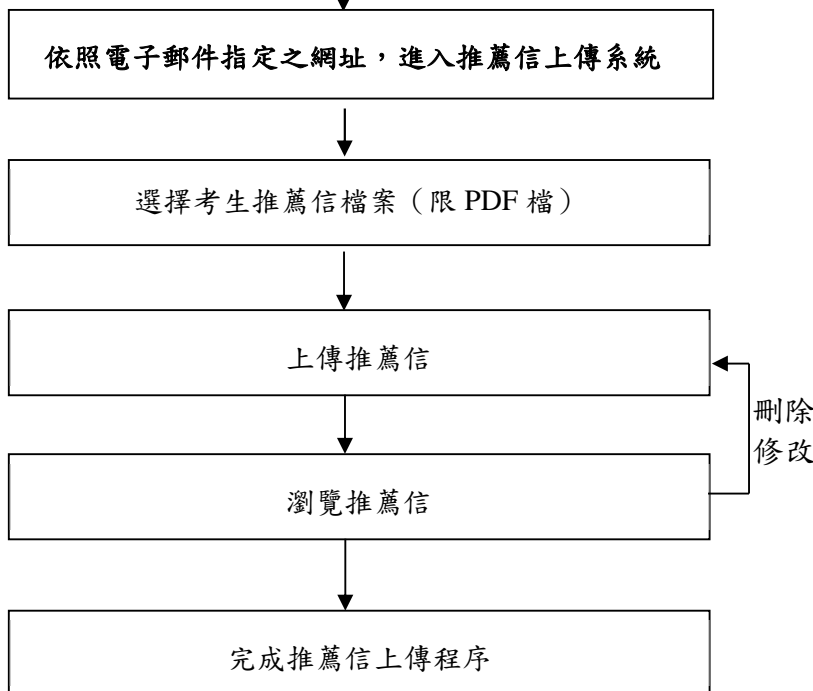 依照電子郵件指定之網址，進入推薦信上傳系統
選擇考生推薦信檔案（限 PDF 檔）
上傳推薦信
刪除
修改
瀏覽推薦信
完成推薦信上傳程序